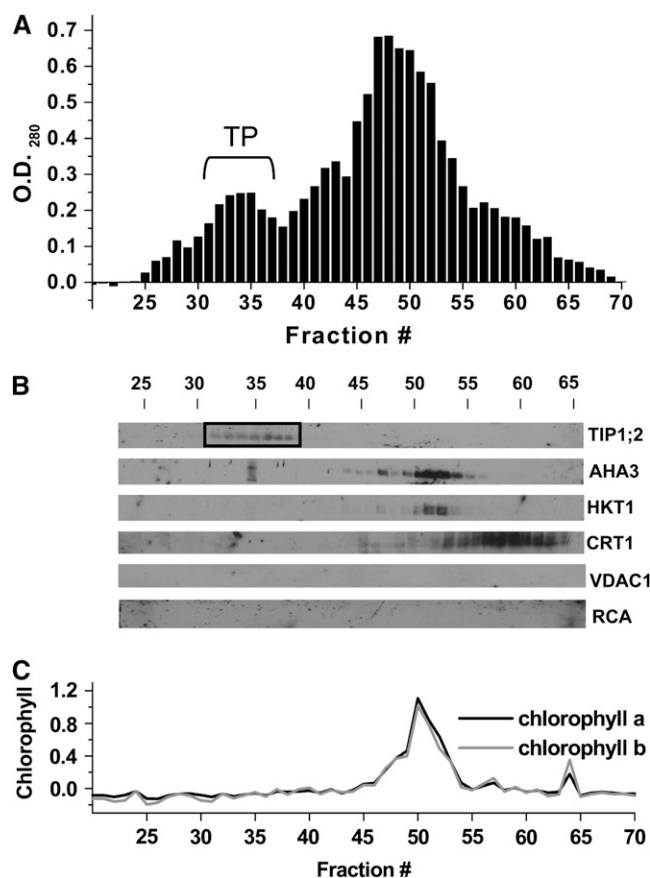 A
O.D. 280
0.7
0.6
0.5
0.4
0.3
0.2
0.1
0.0
TP
25 30 35 40 45 50 55 60 65 70
Fraction #
B
25 30 35 40 45 50 55 60 65
TIP1;2
AHA3
HKT1
CRT1
VDAC1
RCA
C
Chlorophyll
1.2
0.8
0.4
0.0
chlorophyll a
chlorophyll b
25 30 35 40 45 50 55 60 65 70
Fraction #